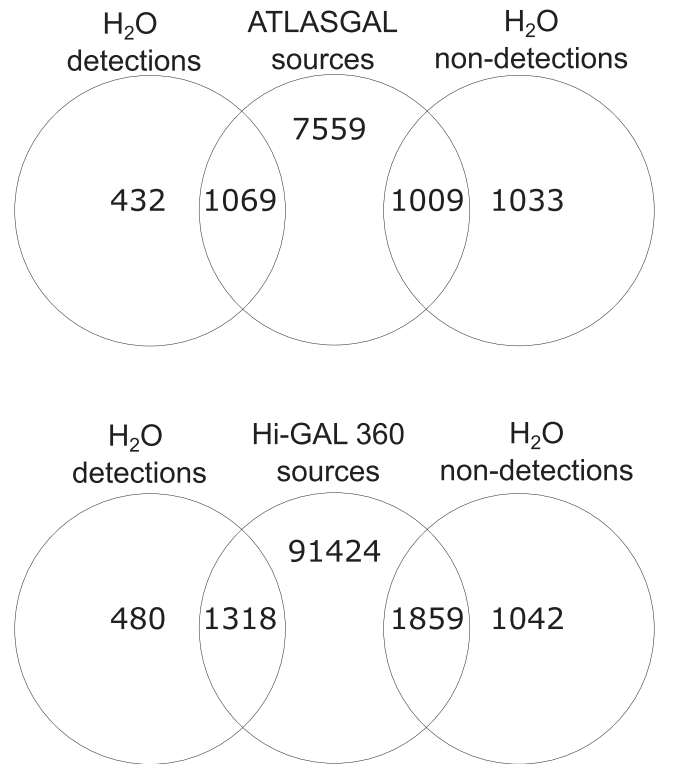 H₂O
detections
ATLASGAL
sources
H₂O
non-detections
7559
432
1069
1009
1033
H₂O
detections
Hi-GAL 360
sources
H₂O
non-detections
91424
480
1318
1859
1042